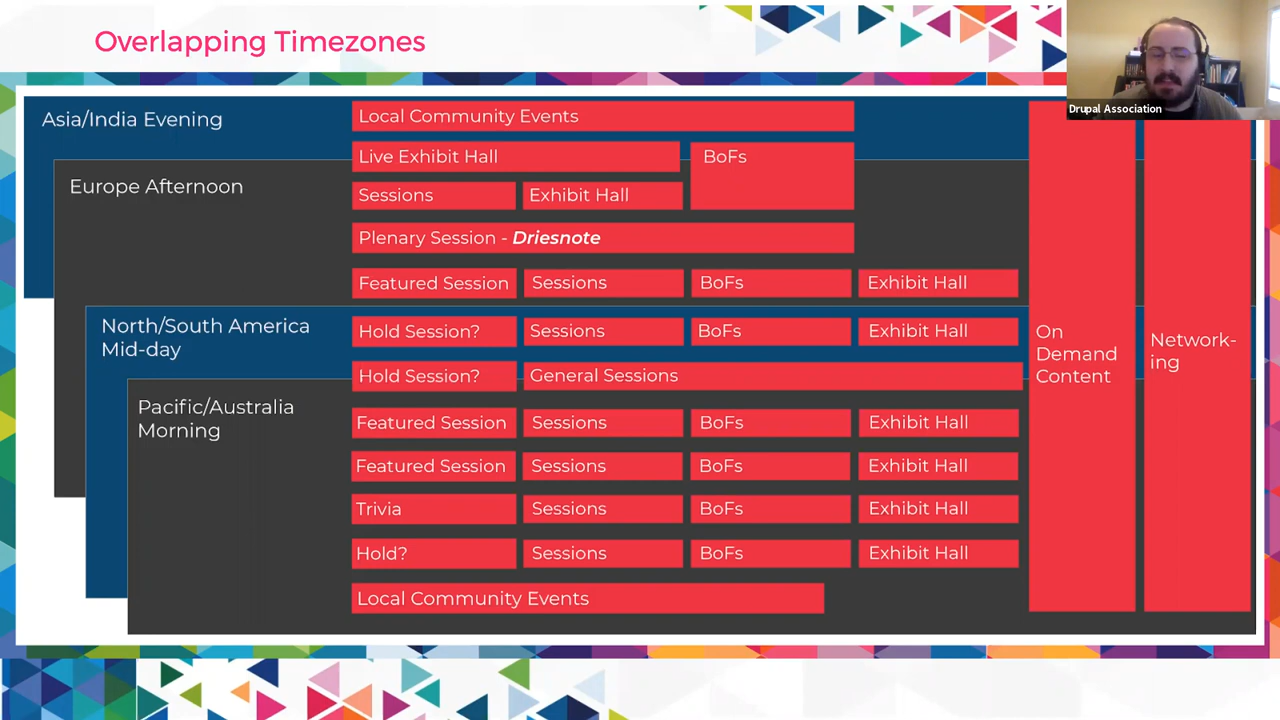 Overlapping Timezones
Drupal Association
Asia/India Evening
Local Community Events
Live Exhibit Hall
BoFs
Europe Afternoon
Sessions
Exhibit Hall
Plenary Session - Driesnote
Featured Session
Sessions
BoFs
Exhibit Hall
North/South America
Mid-day
Hold Session?
Sessions
BoFs
Exhibit Hall
Hold Session?
General Sessions
On
Demand
Content
Network-
ing
Pacific/Australia
Morning
Featured Session
Sessions
BoFs
Exhibit Hall
Featured Session
Sessions
BoFs
Exhibit Hall
Trivia
Sessions
BoFs
Exhibit Hall
Hold?
Sessions
BoFs
Exhibit Hall
Local Community Events